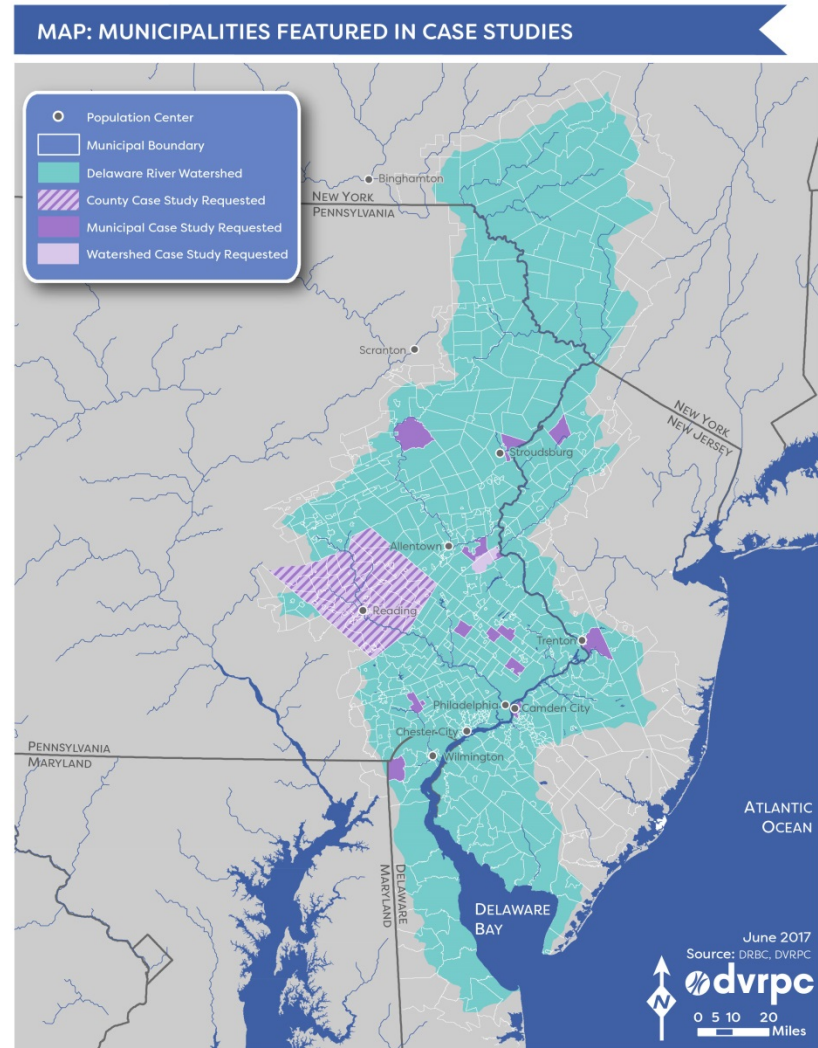 MAP: MUNICIPALITIES FEATURED IN CASE STUDIES
Population Center
Municipal Boundary
Delaware River Watershed
County Case Study Requested
Municipal Case Study Requested
Watershed Case Study Requested
Binghamton
NEW YORK
PENNSYLVANIA
Scranton
NEW YORK
NEW JERSEY
Stroudsburg
Allentown
Reading
Trenton
Philadelphia
Camden City
Chester City
PENNSYLVANIA
MARYLAND
Wilmington
ATLANTIC
OCEAN
DELAWARE
MARYLAND
DELAWARE
BAY
June 2017
Source: DRBC, DVRPC
dvrpc
N
0 5 10 20
Miles